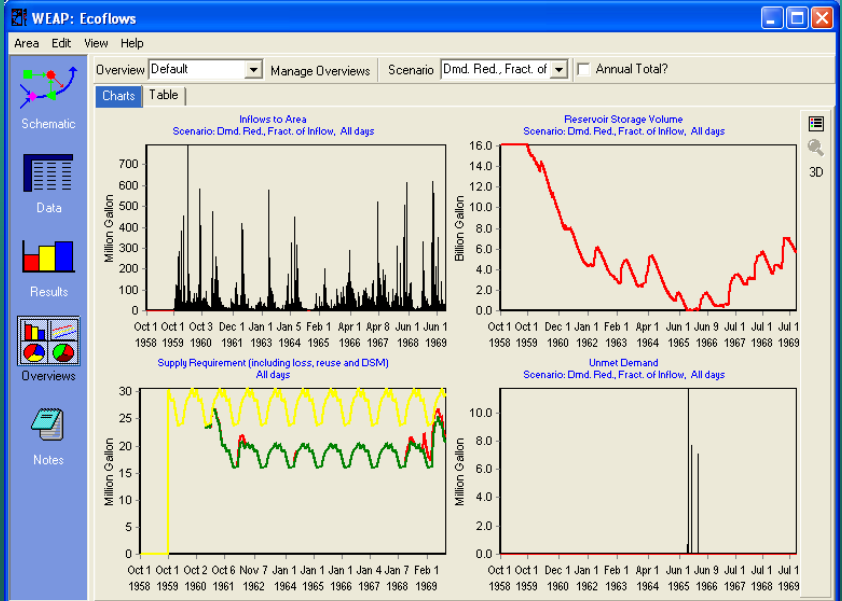 WEAP: Ecoflows
Area Edit View Help
Overview Default Manage Overviews Scenario Dmd. Red., Fract. of Annual Total?
Charts Table
Schematic
Data
Results
Overviews
Notes
Inflows to Area
Scenario: Dmd. Red., Fract. of Inflow, All days
Million Gallon
700
600
500
400
300
200
100
0
Oct 1 Oct 1 Oct 3 Dec 1 Jan 3 Jan 5 Feb 1 Apr 1 Apr 8 Jun 1 Jun 1
1958 1959 1960 1961 1962 1964 1965 1966 1967 1968 1969
Reservoir Storage Volume
Scenario: Dmd. Red., Fract. of Inflow, All days
Billion Gallon
16.0
14.0
12.0
10.0
8.0
6.0
4.0
2.0
0.0
Oct 1 Oct 1 Oct 1 Dec 1 Jan 1 Feb 1 Jun 1 Jun 9 Jul 1 Jul 1 Jul 1
1958 1959 1960 1962 1963 1964 1965 1966 1967 1968 1969
3D
Supply Requirement (including loss, reuse and DSM)
All days
Million Gallon
30
25
20
15
10
5
0
Oct 1 Oct 1 Oct 2 Oct 6 Nov 7 Jan 1 Jan 1 Jan 1 Jan 4 Jan 7 Feb 1
1958 1959 1960 1961 1962 1964 1965 1966 1967 1968 1969
Unmet Demand
Scenario: Dmd. Red., Fract. of Inflow, All days
Million Gallon
10.0
8.0
6.0
4.0
2.0
0.0
Oct 1 Oct 1 Oct 1 Dec 1 Jan 1 Feb 1 Jun 1 Jun 9 Jul 1 Jul 1 Jul 1
1958 1959 1960 1962 1963 1964 1965 1966 1967 1968 1969